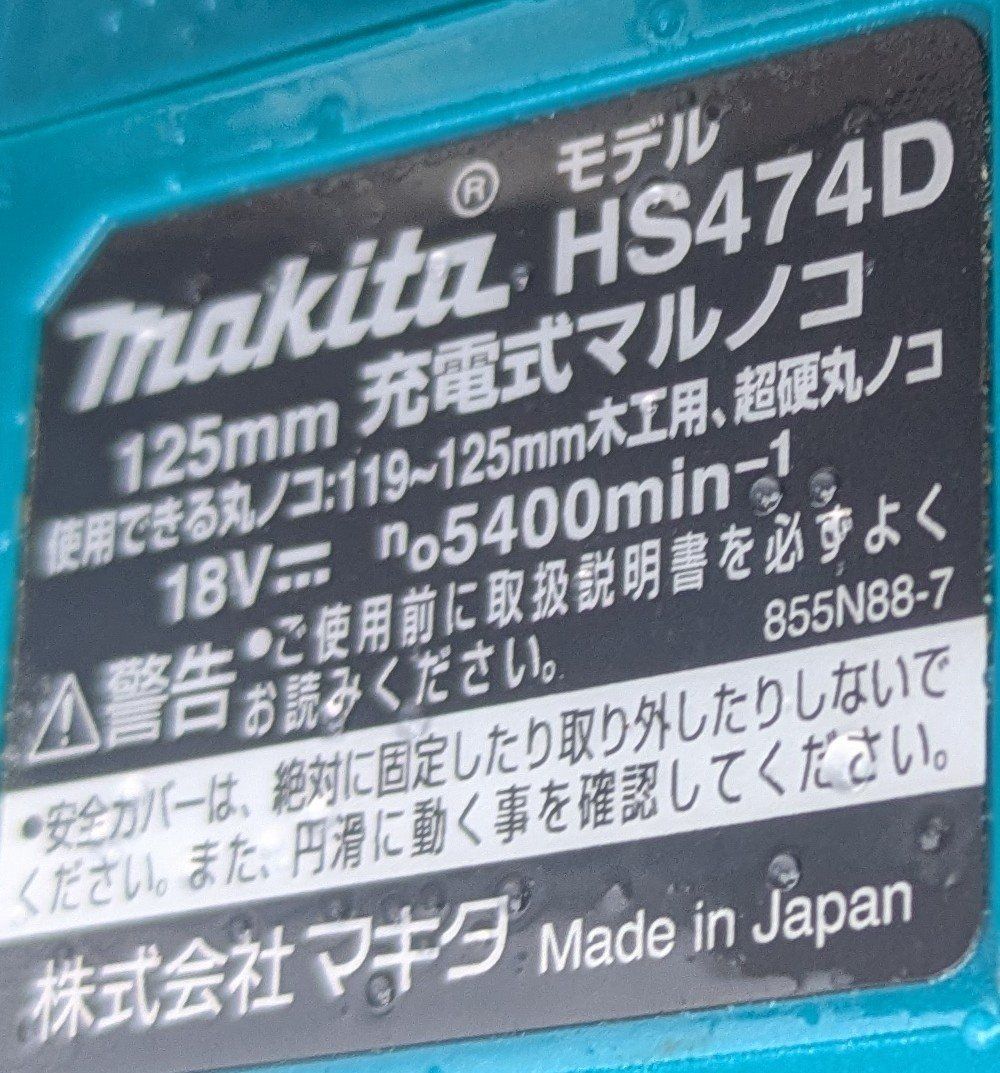 モデル
makita® HS474D
125mm 充電式マルノコ
使用できる丸ノコ:119~125mm木工用、超硬丸ノコ
18V⎓ n₀5400min⁻¹
⚠警告 •ご使用前に取扱説明書を必ずよく
お読みください。
855N88-7
•安全カバーは、絶対に固定したり取り外したりしないで
ください。また、円滑に動く事を確認してください。
株式会社マキタ Made in Japan